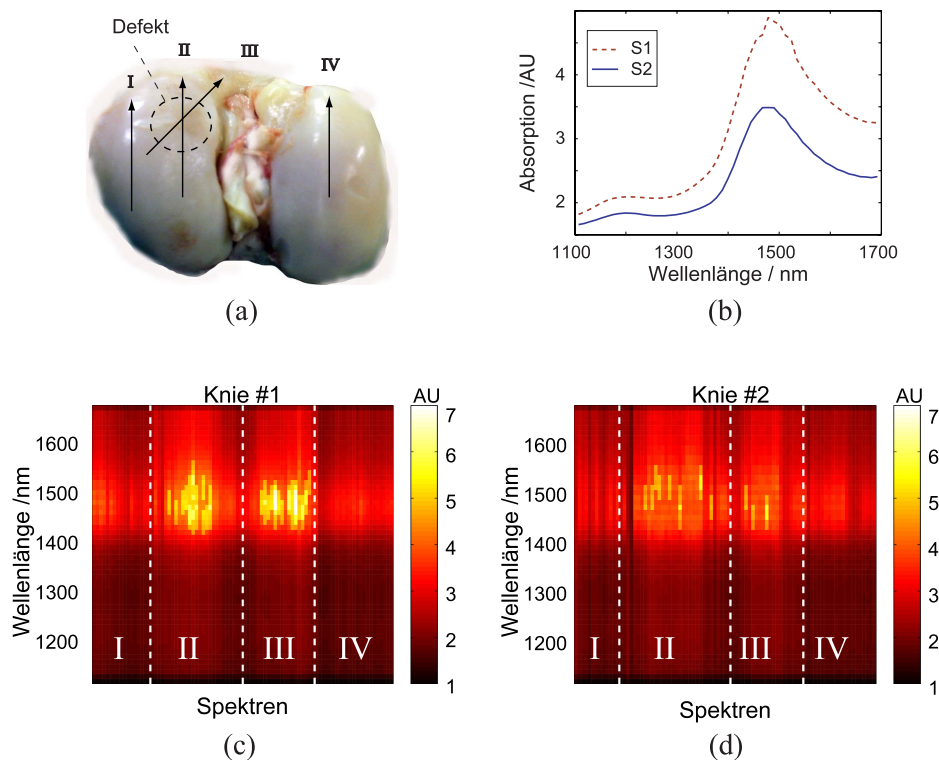 Defekt
I
II
III
IV
(a)
Absorption /AU
4
3
2
S1
S2
1100
1300
1500
1700
Wellenlänge / nm
(b)
Knie #1
AU
Wellenlänge /nm
1600
1500
1400
1300
1200
7
6
5
4
3
2
1
I
II
III
IV
Spektren
(c)
Knie #2
AU
Wellenlänge /nm
1600
1500
1400
1300
1200
7
6
5
4
3
2
1
I
II
III
IV
Spektren
(d)